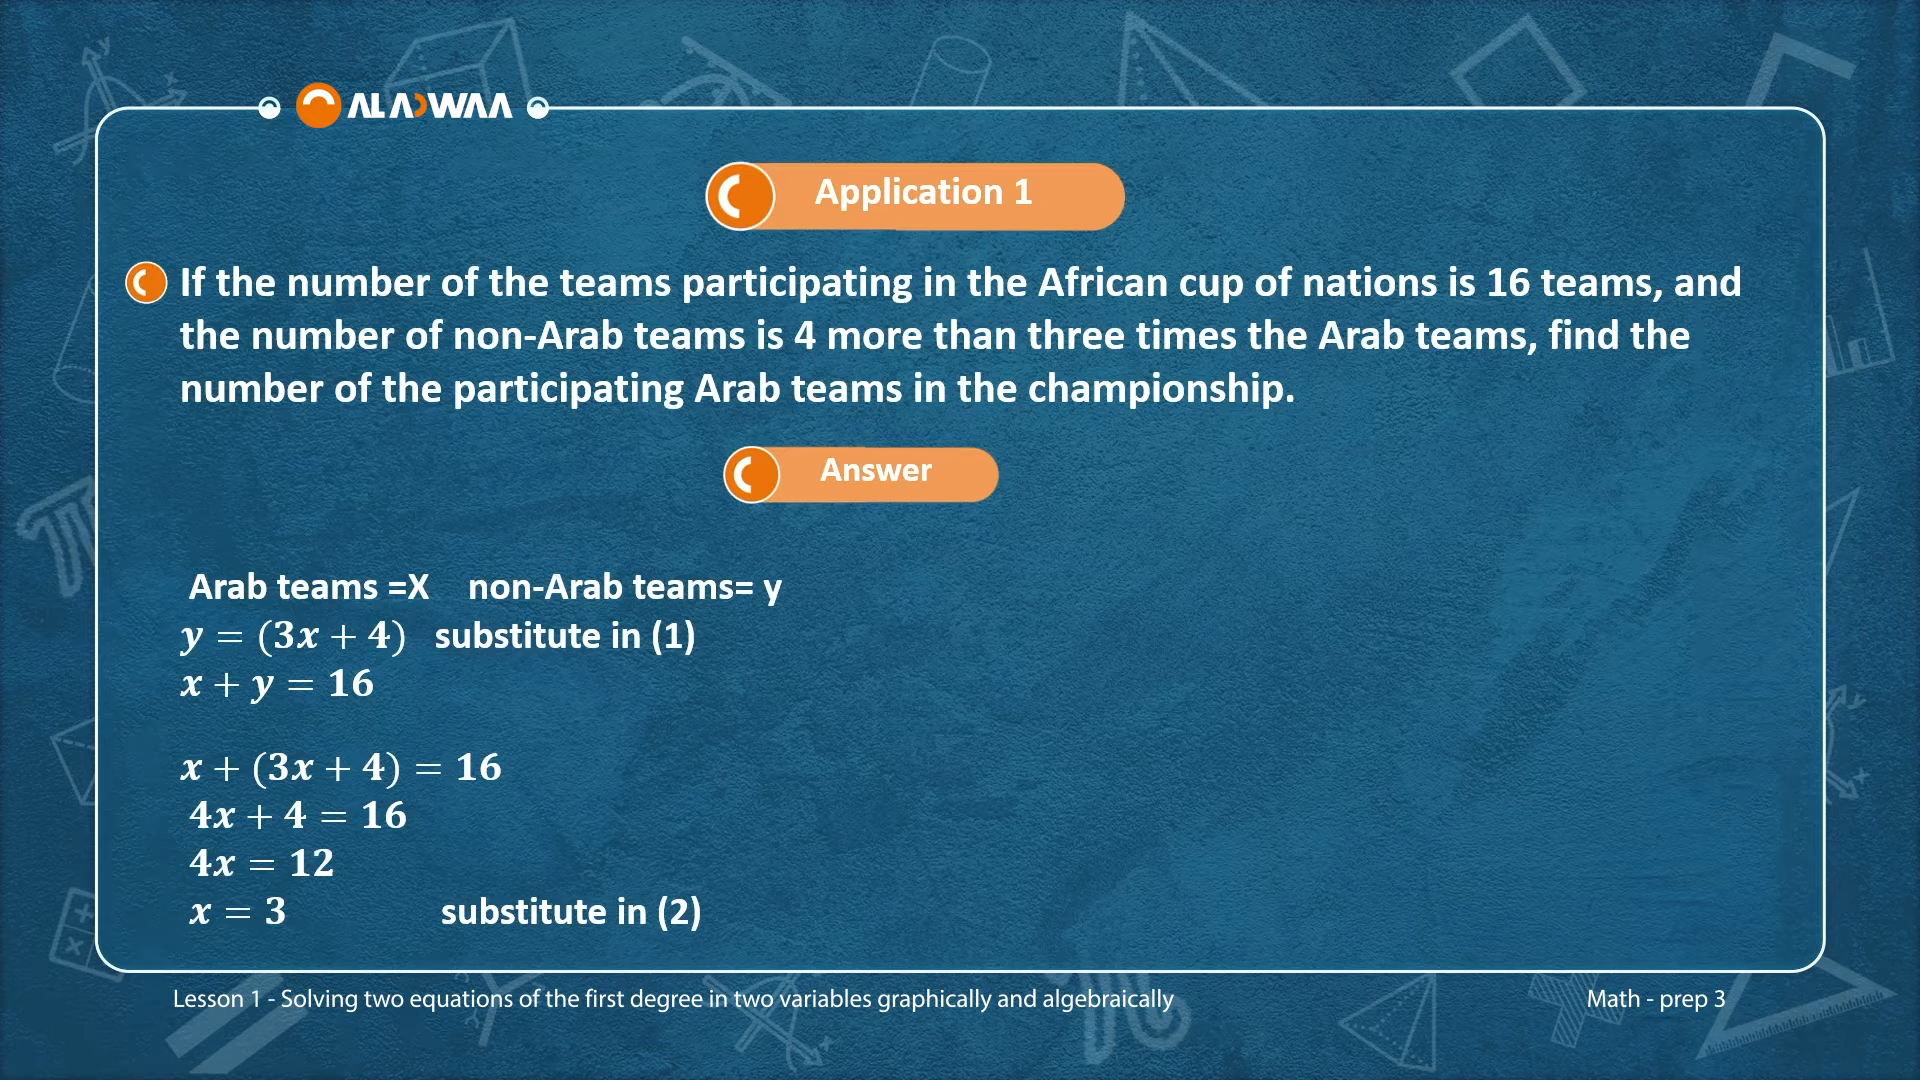 ALADWAA
Application 1
If the number of the teams participating in the African cup of nations is 16 teams, and
the number of non-Arab teams is 4 more than three times the Arab teams, find the
number of the participating Arab teams in the championship.
Answer
Arab teams =X non-Arab teams= y
y = (3x + 4) substitute in (1)
x + y = 16
x + (3x + 4) = 16
4x + 4 = 16
4x = 12
x = 3 substitute in (2)
Lesson 1 - Solving two equations of the first degree in two variables graphically and algebraically
Math - prep 3